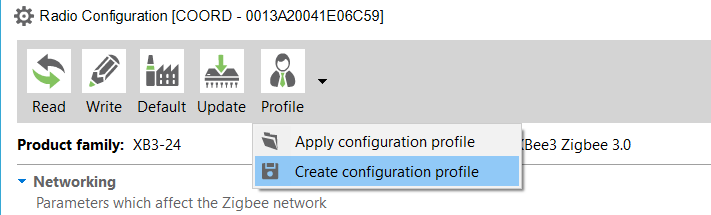 Radio Configuration [COORD - 0013A20041E06C59]
Read Write Default Update Profile
Apply configuration profile
Product family: XB3-24 Bee3 Zigbee 3.0
Create configuration profile
Networking
Parameters which affect the Zigbee network